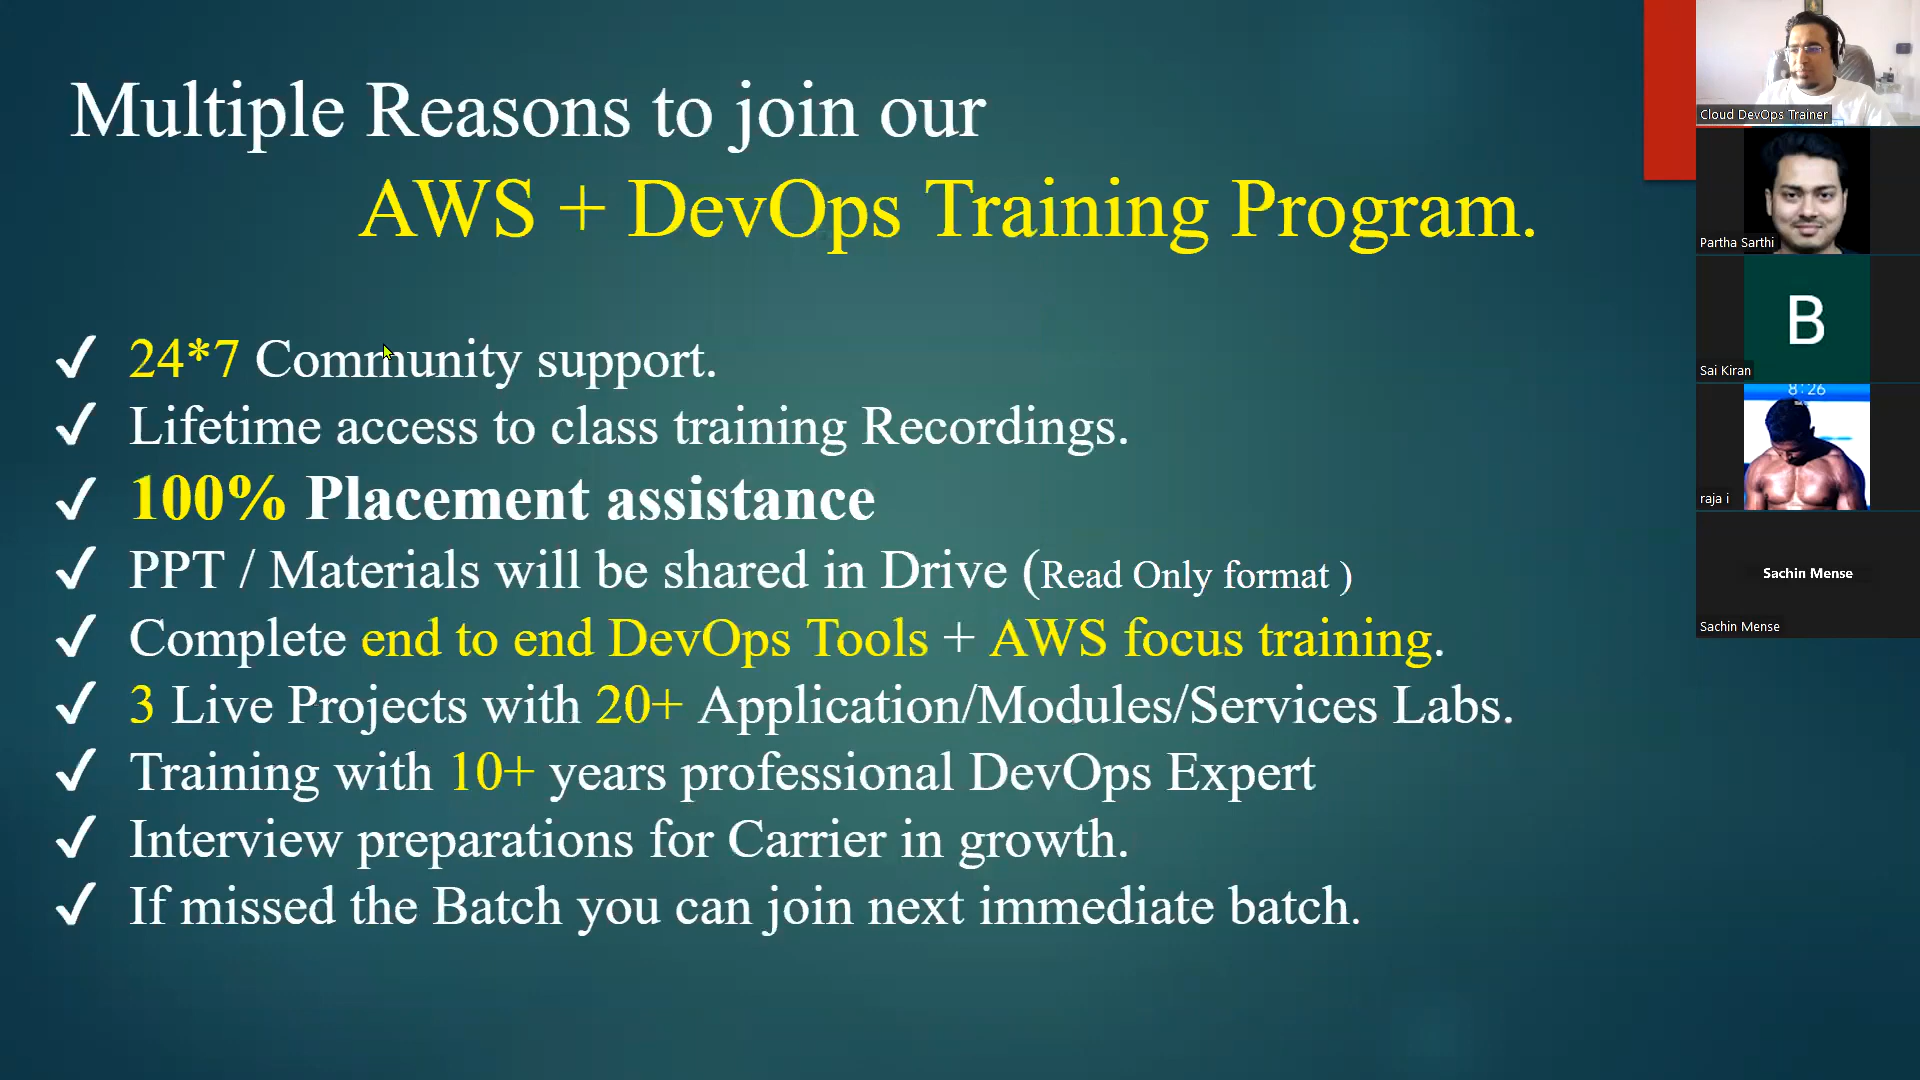 Multiple Reasons to join our
AWS + DevOps Training Program.
✓ 24*7 Community support.
✓ Lifetime access to class training Recordings.
✓ 100% Placement assistance
✓ PPT / Materials will be shared in Drive (Read Only format )
✓ Complete end to end DevOps Tools + AWS focus training.
✓ 3 Live Projects with 20+ Application/Modules/Services Labs.
✓ Training with 10+ years professional DevOps Expert
✓ Interview preparations for Carrier in growth.
✓ If missed the Batch you can join next immediate batch.
Cloud DevOps Trainer
Partha Sarthi
B
Sai Kiran
8:26
raja i
Sachin Mense
Sachin Mense